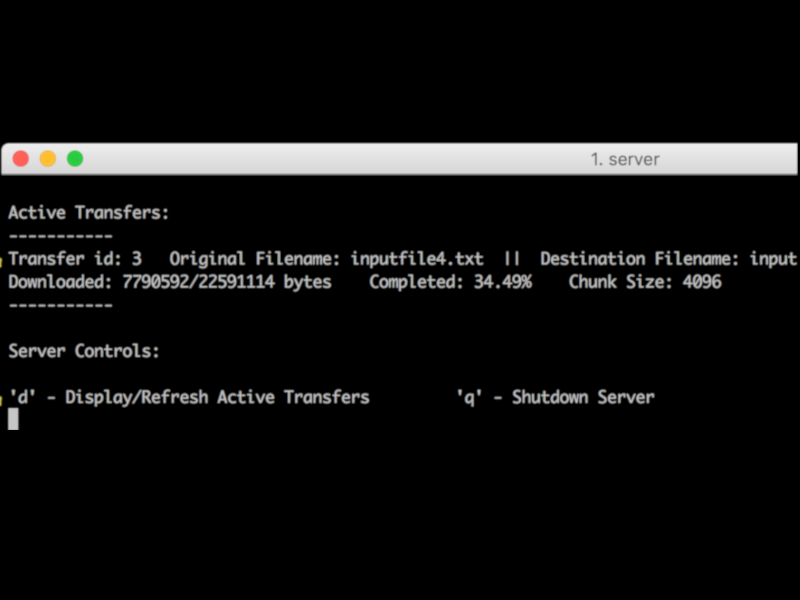 1. server
Active Transfers:
-----------
Transfer id: 3   Original Filename: inputfile4.txt  ||  Destination Filename: input
Downloaded: 7790592/22591114 bytes    Completed: 34.49%    Chunk Size: 4096
-----------
Server Controls:
'd' - Display/Refresh Active Transfers         'q' - Shutdown Server